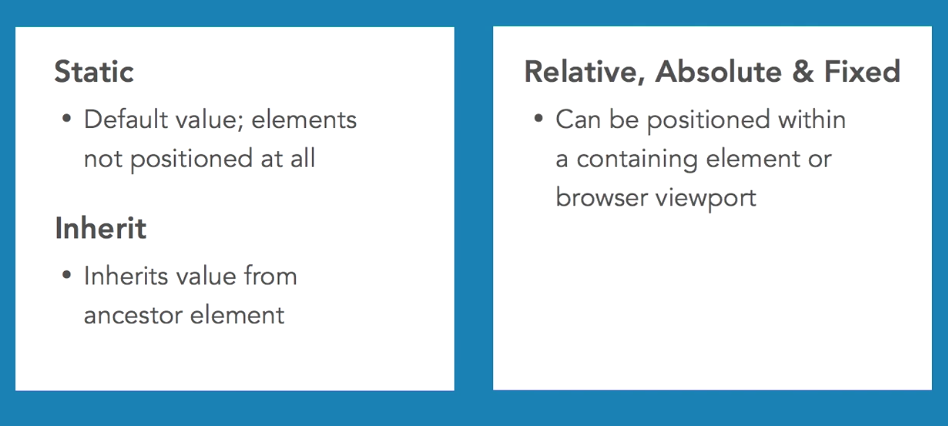 Static
• Default value; elements
not positioned at all
Inherit
• Inherits value from
ancestor element
Relative, Absolute & Fixed
• Can be positioned within
a containing element or
browser viewport